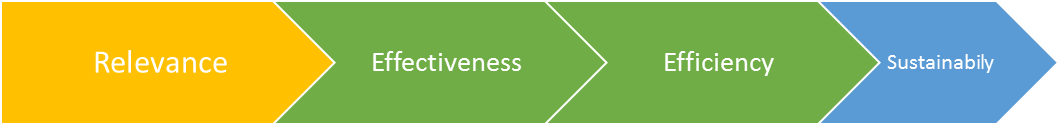 Relevance
Effectiveness
Efficiency
Sustainabily